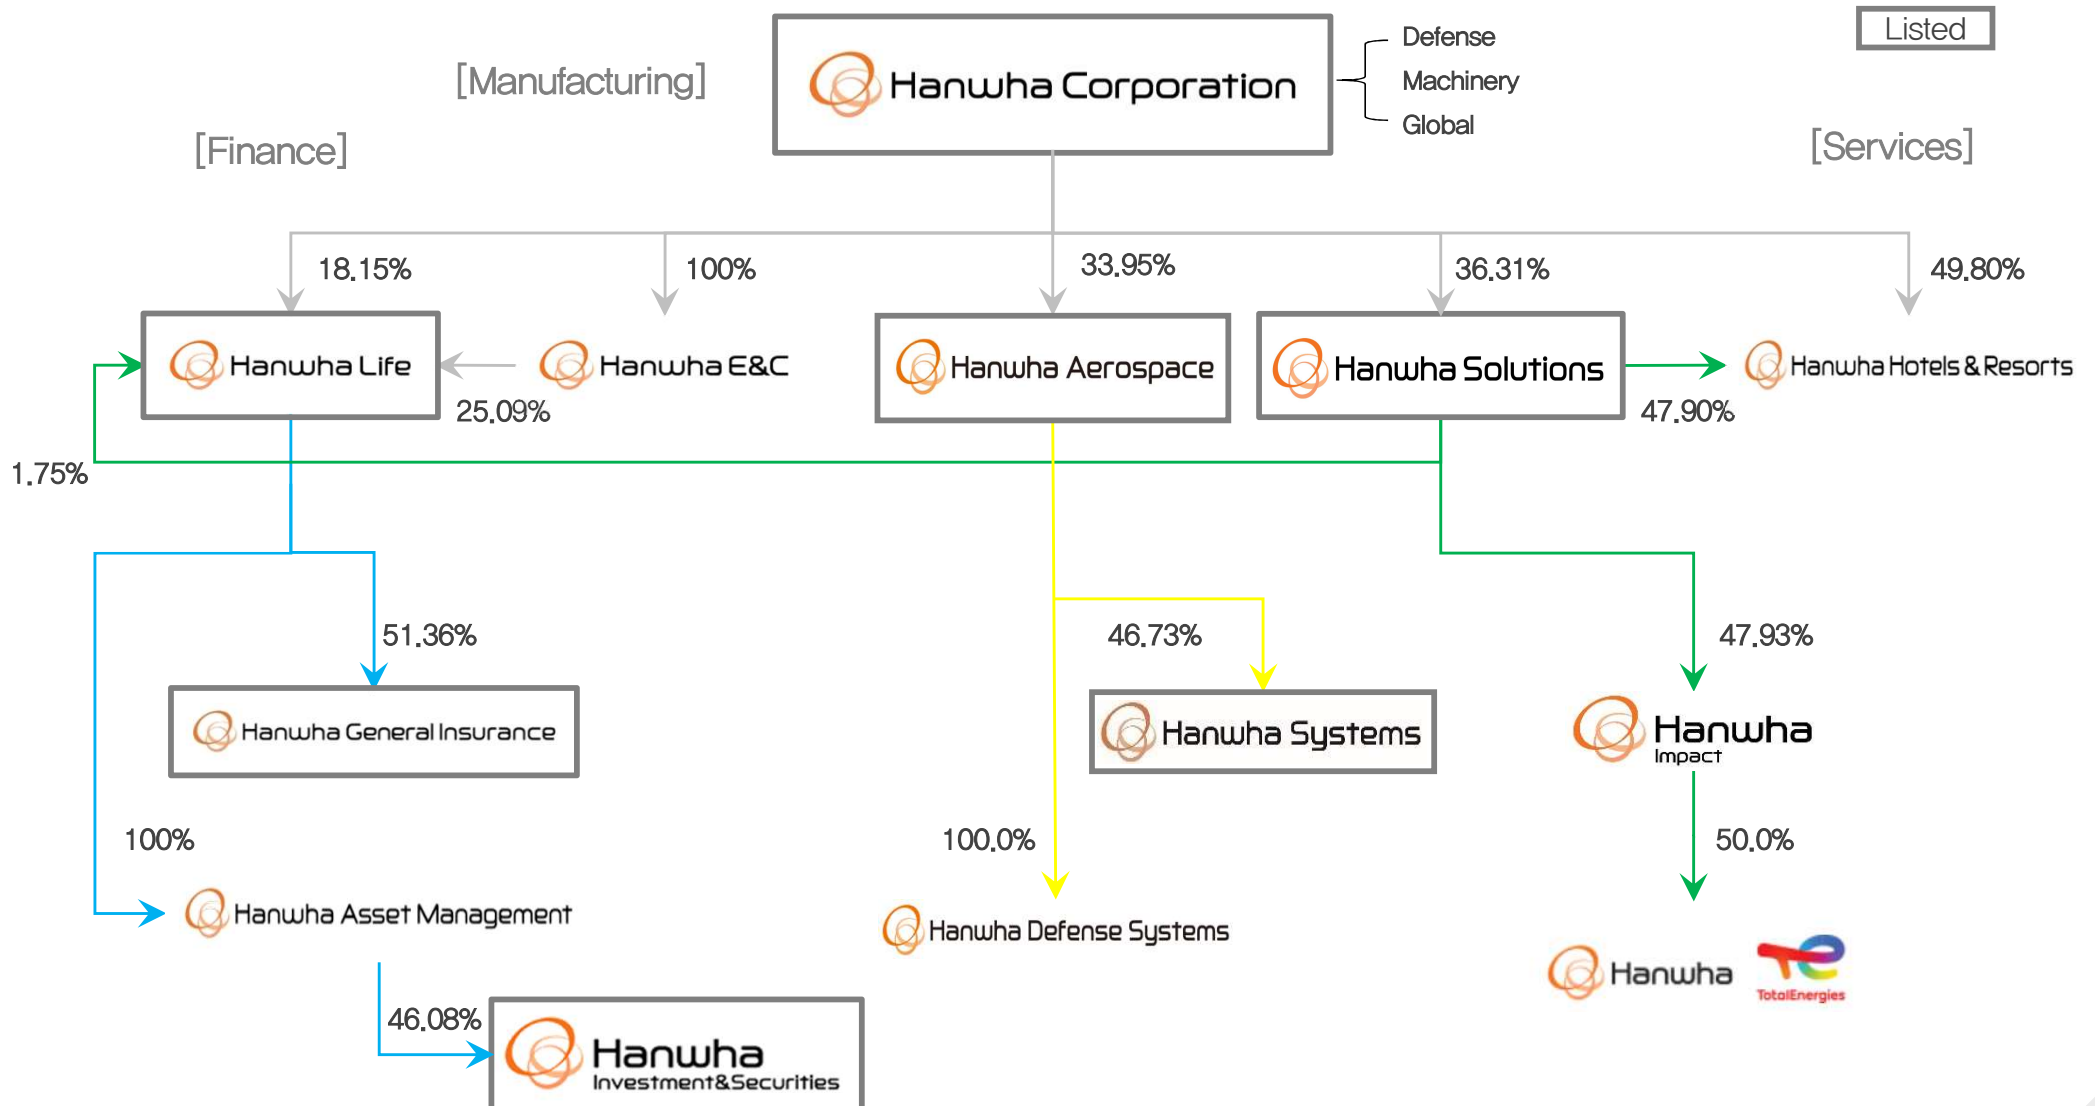 Listed
Hanwha Corporation
Defense
Machinery
Global
[Manufacturing]
[Finance]
[Services]
18.15%
100%
33.95%
36.31%
49.80%
Hanwha Life
Hanwha E&C
Hanwha Aerospace
Hanwha Solutions
Hanwha Hotels & Resorts
25.09%
47.90%
1.75%
51.36%
46.73%
47.93%
Hanwha General Insurance
Hanwha Systems
Hanwha
Impact
100%
100.0%
50.0%
Hanwha Asset Management
Hanwha Defense Systems
Hanwha
TotalEnergies
46.08%
Hanwha
Investment&Securities